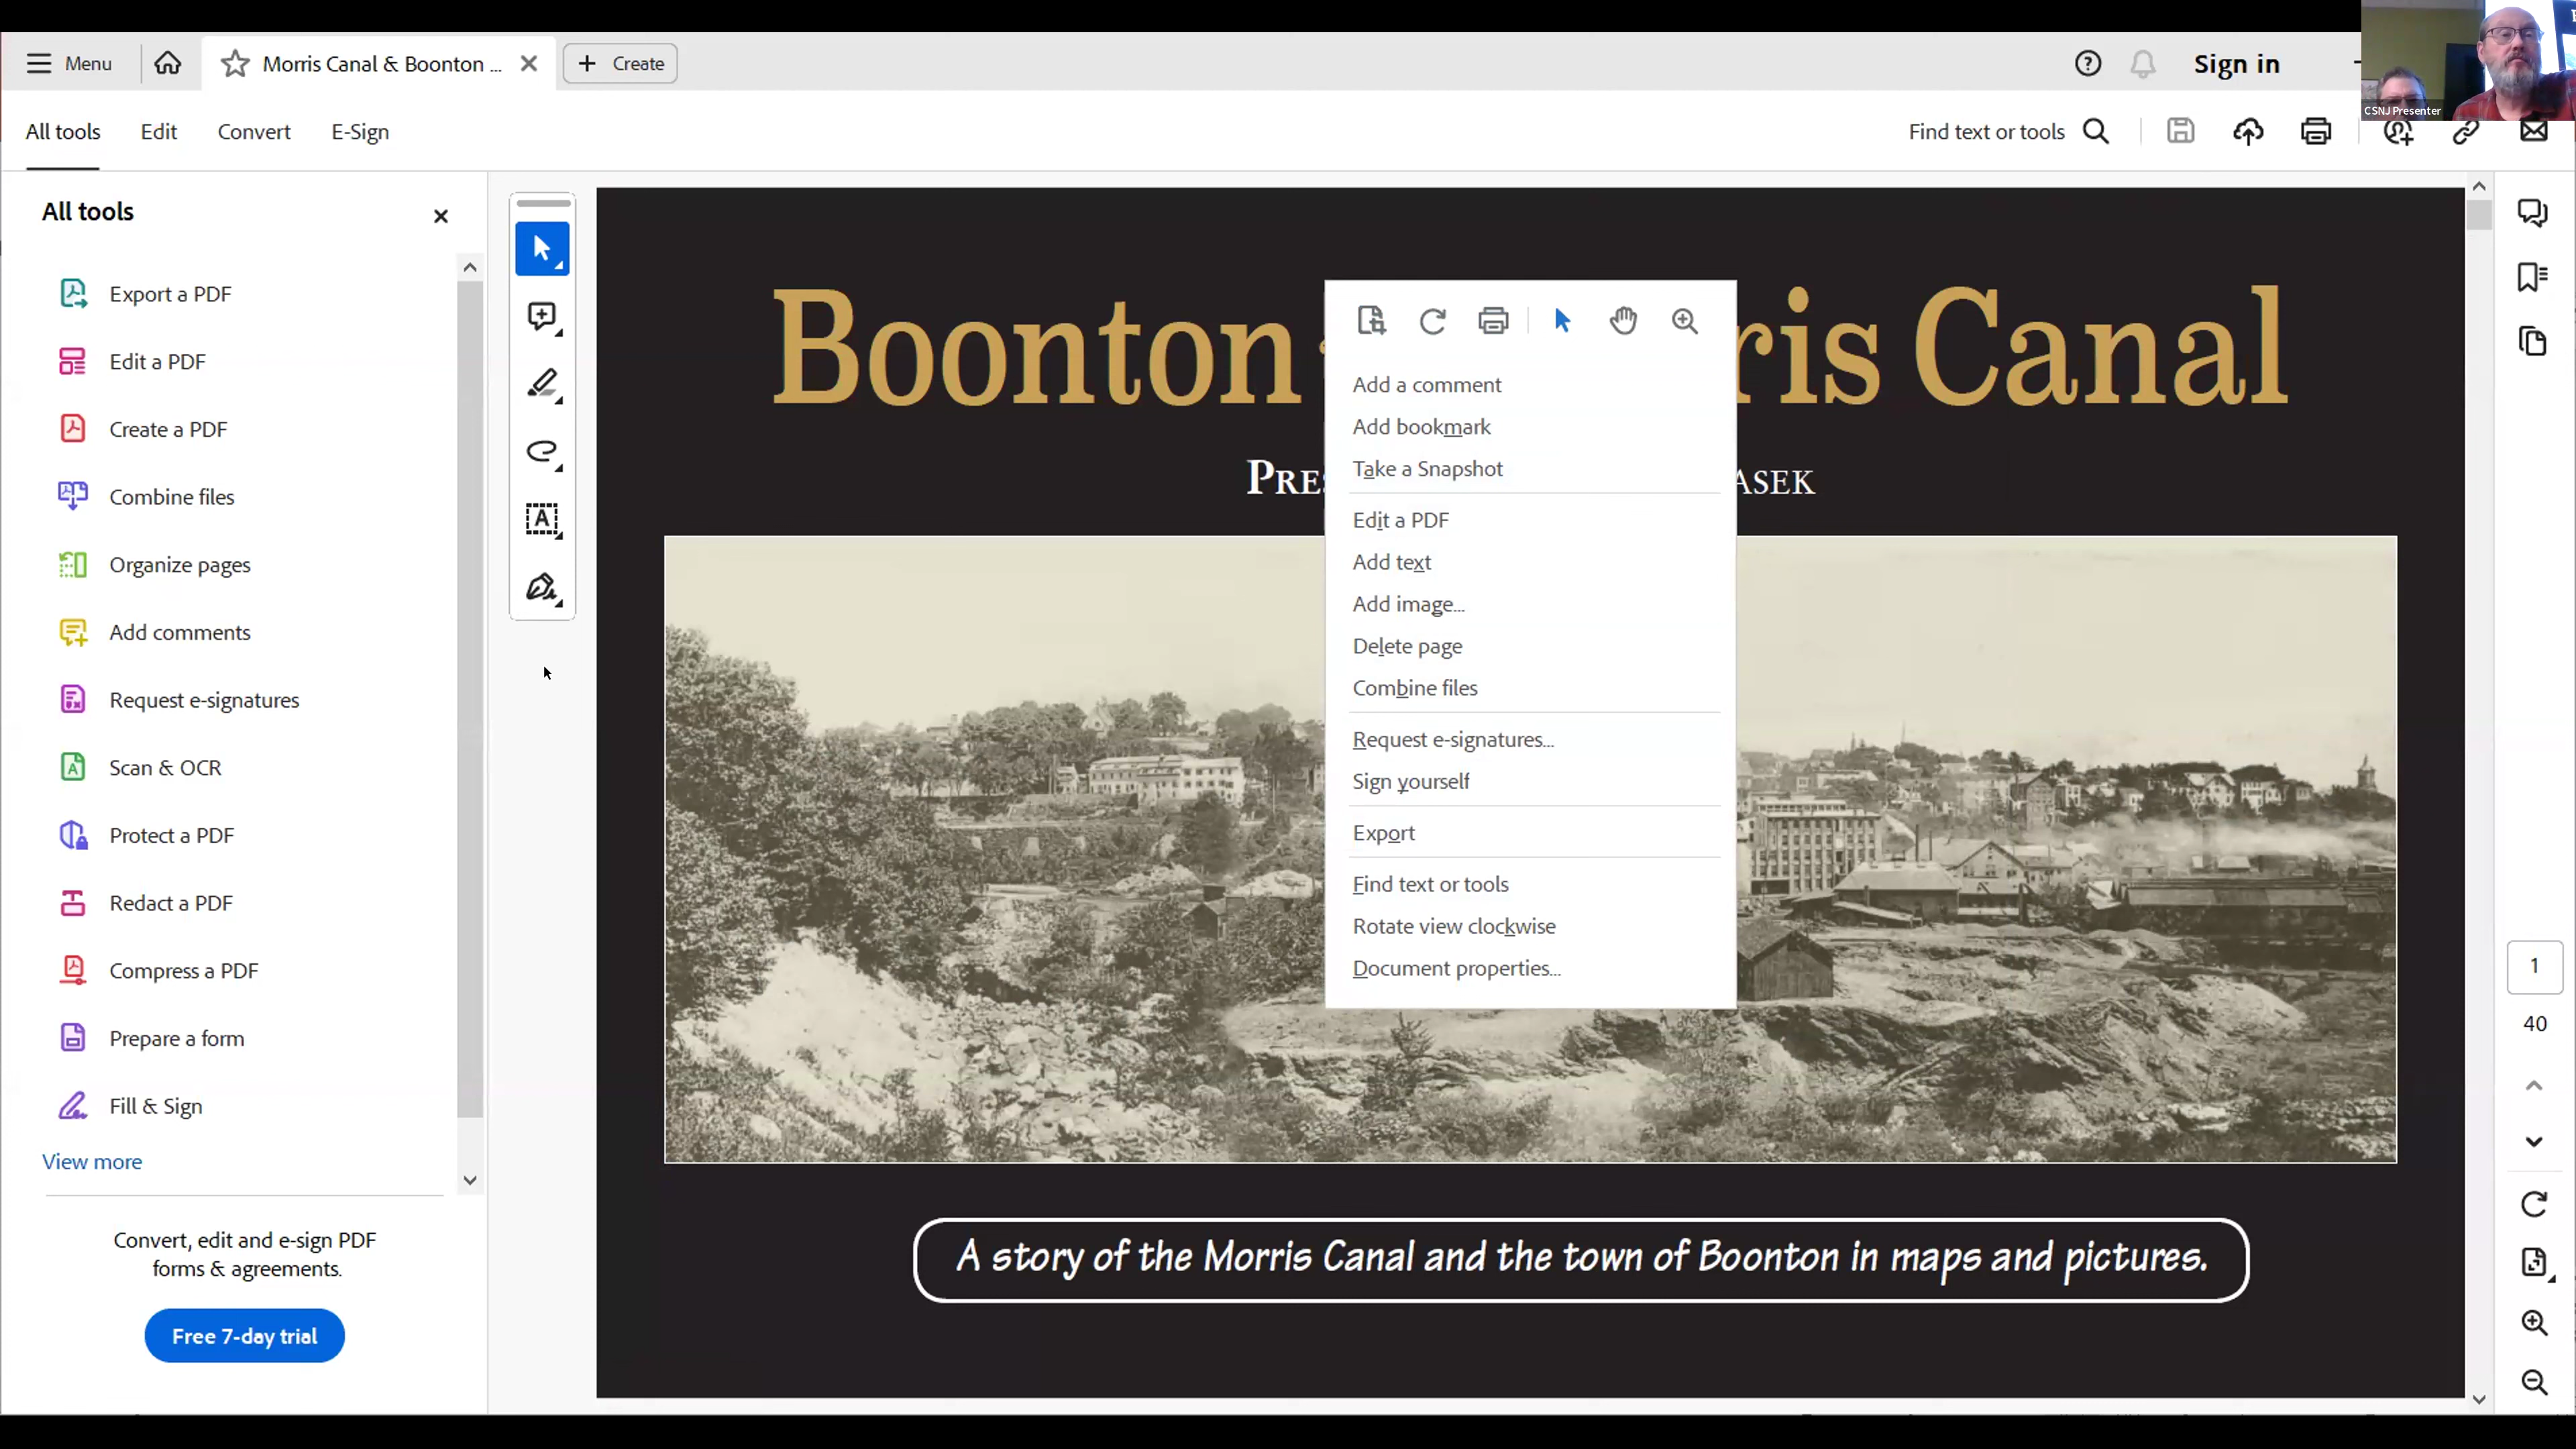 Menu
Morris Canal & Boonton ...
Create
Sign in
CSNJ Presenter
All tools
Edit
Convert
E-Sign
Find text or tools
All tools
Export a PDF
Edit a PDF
Create a PDF
Combine files
Organize pages
Add comments
Request e-signatures
Scan & OCR
Protect a PDF
Redact a PDF
Compress a PDF
Prepare a form
Fill & Sign
View more
Convert, edit and e-sign PDF
forms & agreements.
Free 7-day trial
Boonton ris Canal
PRES ASEK
Add a comment
Add bookmark
Take a Snapshot
Edit a PDF
Add text
Add image...
Delete page
Combine files
Request e-signatures...
Sign yourself
Export
Find text or tools
Rotate view clockwise
Document properties...
A story of the Morris Canal and the town of Boonton in maps and pictures.
1
40